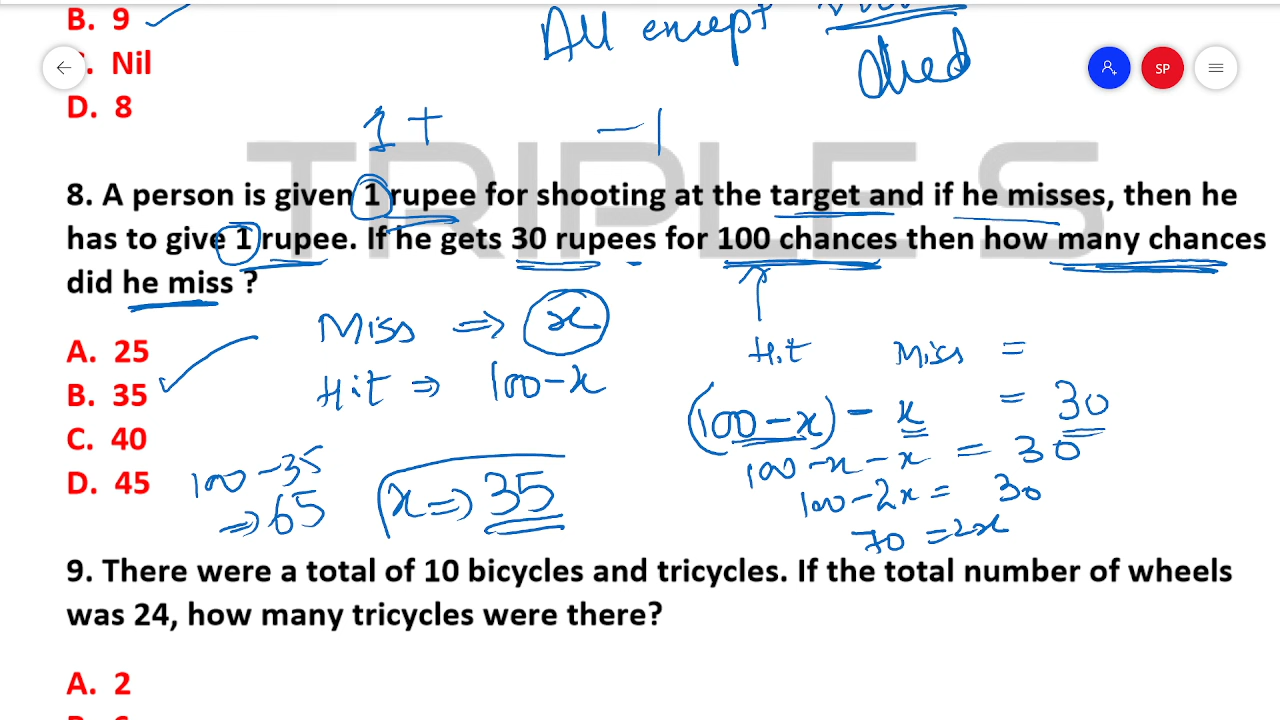 B. 9
All except
died
. Nil
SP
D. 8
1 + - 1
TRIPLE S
8. A person is given 1 rupee for shooting at the target and if he misses, then he
has to give 1 rupee. If he gets 30 rupees for 100 chances then how many chances
did he miss ?
Miss ⇒ x
Hit ⇒ 100-x
Hit Miss =
A. 25
B. 35
C. 40
D. 45
(100-x) - x = 30
100-x-x = 30
100-2x = 30
70 = 2x
100-35
⇒ 65
x ⇒ 35
9. There were a total of 10 bicycles and tricycles. If the total number of wheels
was 24, how many tricycles were there?
A. 2